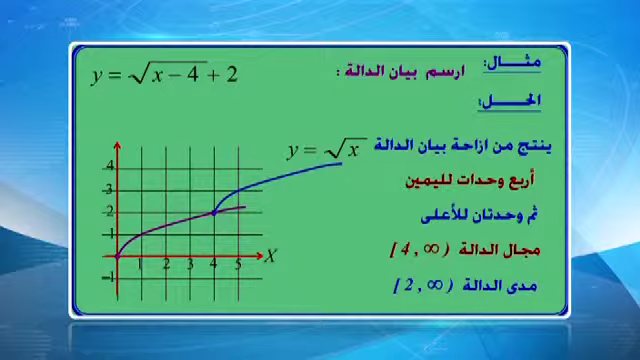 مثـــال:
ارسم بيان الدالة : y = √(x − 4) + 2
الحـــل:
ينتج من ازاحة بيان الدالة y = √x
أربع وحدات لليمين
ثم وحدتان للأعلى
مجال الدالة [ 4 , ∞ )
مدى الدالة [ 2 , ∞ )
4
3
2
1
−1
1 2 3 4 5 X